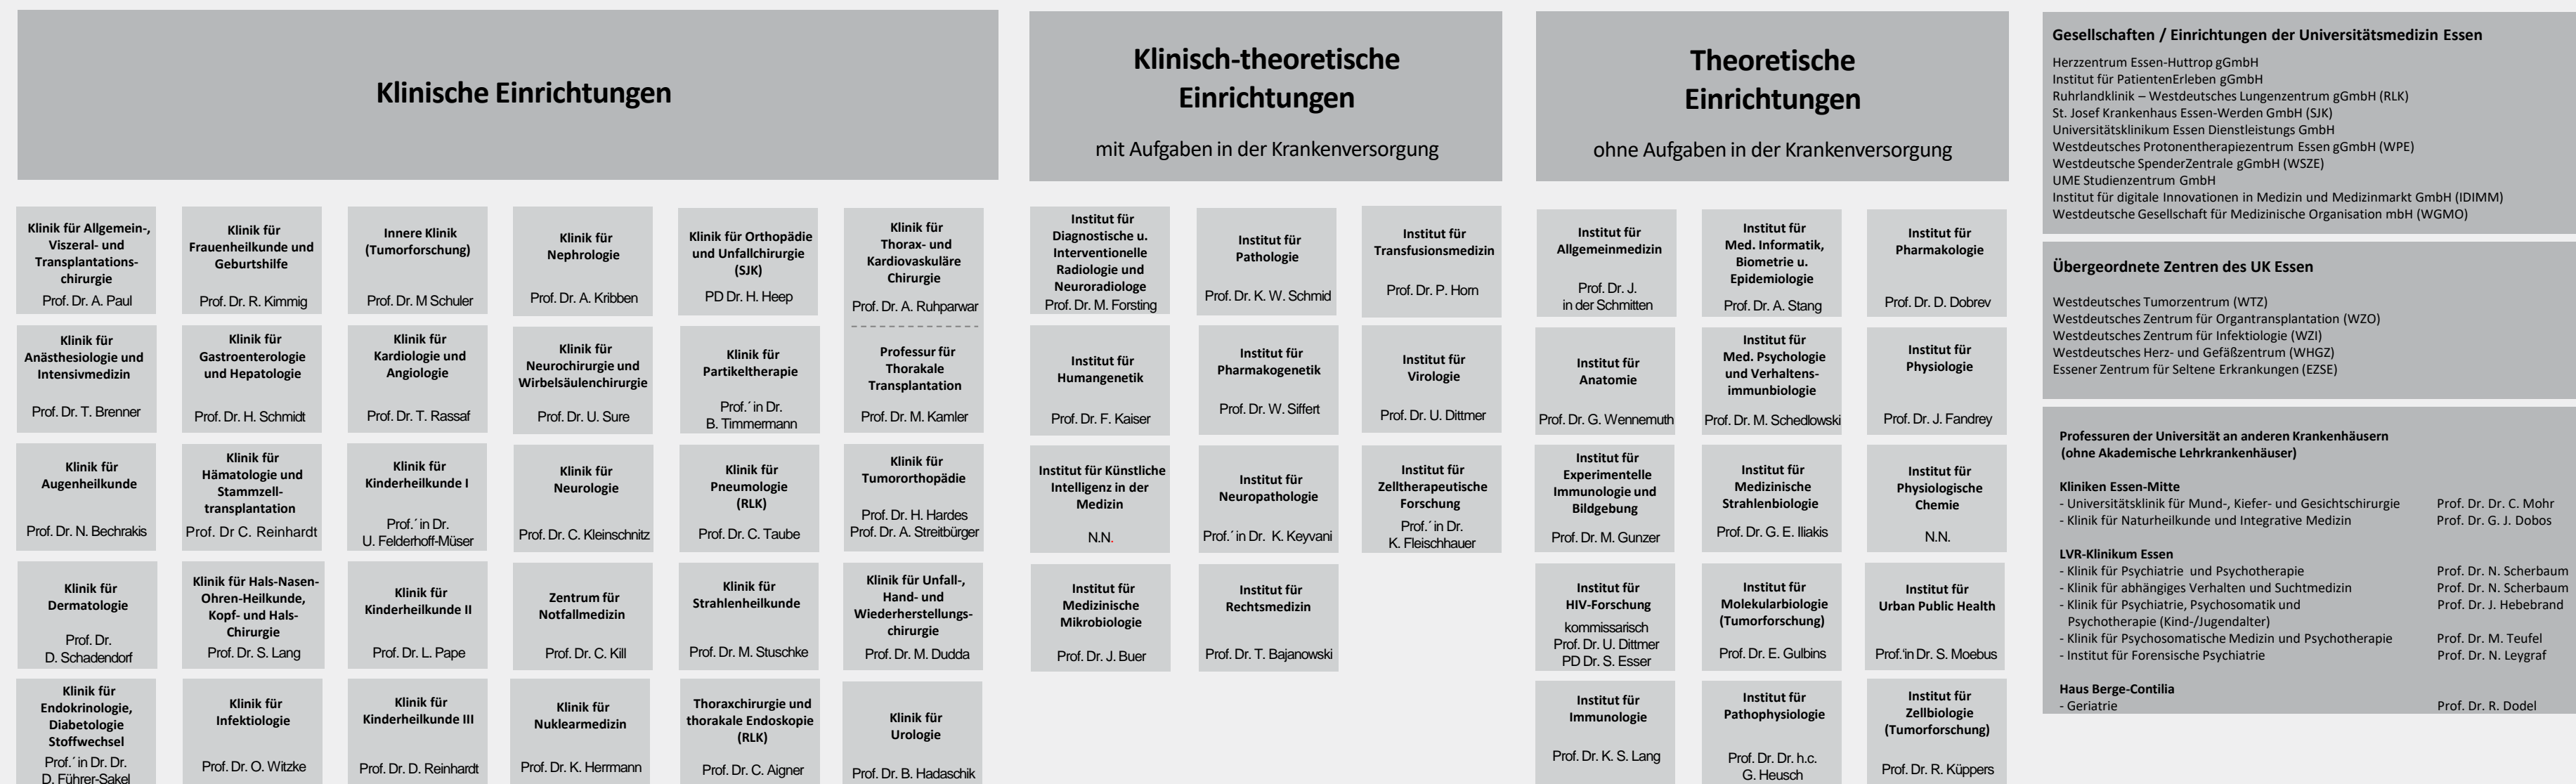 Klinische Einrichtungen
Klinik für Allgemein-,
Viszeral- und
Transplantations-
chirurgie
Prof. Dr. A. Paul
Klinik für
Frauenheilkunde und
Geburtshilfe
Prof. Dr. R. Kimmig
Innere Klinik
(Tumorforschung)
Prof. Dr. M Schuler
Klinik für
Nephrologie
Prof. Dr. A. Kribben
Klinik für Orthopädie
und Unfallchirurgie
(SJK)
PD Dr. H. Heep
Klinik für
Thorax- und
Kardiovaskuläre
Chirurgie
Prof. Dr. A. Ruhparwar
Klinik für
Anästhesiologie und
Intensivmedizin
Prof. Dr. T. Brenner
Klinik für
Gastroenterologie
und Hepatologie
Prof. Dr. H. Schmidt
Klinik für
Kardiologie und
Angiologie
Prof. Dr. T. Rassaf
Klinik für
Neurochirurgie und
Wirbelsäulenchirurgie
Prof. Dr. U. Sure
Klinik für
Partikeltherapie
Prof.´in Dr.
B. Timmermann
Professur für
Thorakale
Transplantation
Prof. Dr. M. Kamler
Klinik für
Augenheilkunde
Prof. Dr. N. Bechrakis
Klinik für
Hämatologie und
Stammzell-
transplantation
Prof. Dr C. Reinhardt
Klinik für
Kinderheilkunde I
Prof.´in Dr.
U. Felderhoff-Müser
Klinik für
Neurologie
Prof. Dr. C. Kleinschnitz
Klinik für
Pneumologie
(RLK)
Prof. Dr. C. Taube
Klinik für
Tumororthopädie
Prof. Dr. H. Hardes
Prof. Dr. A. Streitbürger
Klinik für
Dermatologie
Prof. Dr.
D. Schadendorf
Klinik für Hals-Nasen-
Ohren-Heilkunde,
Kopf- und Hals-
Chirurgie
Prof. Dr. S. Lang
Klinik für
Kinderheilkunde II
Prof. Dr. L. Pape
Zentrum für
Notfallmedizin
Prof. Dr. C. Kill
Klinik für
Strahlenheilkunde
Prof. Dr. M. Stuschke
Klinik für Unfall-,
Hand- und
Wiederherstellungs-
chirurgie
Prof. Dr. M. Dudda
Klinik für
Endokrinologie,
Diabetologie
Stoffwechsel
Prof.´in Dr. Dr.
D. Führer-Sakel
Klinik für
Infektiologie
Prof. Dr. O. Witzke
Klinik für
Kinderheilkunde III
Prof. Dr. D. Reinhardt
Klinik für
Nuklearmedizin
Prof. Dr. K. Herrmann
Thoraxchirurgie und
thorakale Endoskopie
(RLK)
Prof. Dr. C. Aigner
Klinik für
Urologie
Prof. Dr. B. Hadaschik
Klinisch-theoretische
Einrichtungen
mit Aufgaben in der Krankenversorgung
Institut für
Diagnostische u.
Interventionelle
Radiologie und
Neuroradiologe
Prof. Dr. M. Forsting
Institut für
Pathologie
Prof. Dr. K. W. Schmid
Institut für
Transfusionsmedizin
Prof. Dr. P. Horn
Institut für
Humangenetik
Prof. Dr. F. Kaiser
Institut für
Pharmakogenetik
Prof. Dr. W. Siffert
Institut für
Virologie
Prof. Dr. U. Dittmer
Institut für Künstliche
Intelligenz in der
Medizin
N.N.
Institut für
Neuropathologie
Prof.´in Dr. K. Keyvani
Institut für
Zelltherapeutische
Forschung
Prof.´in Dr.
K. Fleischhauer
Institut für
Medizinische
Mikrobiologie
Prof. Dr. J. Buer
Institut für
Rechtsmedizin
Prof. Dr. T. Bajanowski
Theoretische
Einrichtungen
ohne Aufgaben in der Krankenversorgung
Institut für
Allgemeinmedizin
Prof. Dr. J.
in der Schmitten
Institut für
Med. Informatik,
Biometrie u.
Epidemiologie
Prof. Dr. A. Stang
Institut für
Pharmakologie
Prof. Dr. D. Dobrev
Institut für
Anatomie
Prof. Dr. G. Wennemuth
Institut für
Med. Psychologie
und Verhaltens-
immunbiologie
Prof. Dr. M. Schedlowski
Institut für
Physiologie
Prof. Dr. J. Fandrey
Institut für
Experimentelle
Immunologie und
Bildgebung
Prof. Dr. M. Gunzer
Institut für
Medizinische
Strahlenbiologie
Prof. Dr. G. E. Iliakis
Institut für
Physiologische
Chemie
N.N.
Institut für
HIV-Forschung
kommissarisch
Prof. Dr. U. Dittmer
PD Dr. S. Esser
Institut für
Molekularbiologie
(Tumorforschung)
Prof. Dr. E. Gulbins
Institut für
Urban Public Health
Prof.'in Dr. S. Moebus
Institut für
Immunologie
Prof. Dr. K. S. Lang
Institut für
Pathophysiologie
Prof. Dr. Dr. h.c.
G. Heusch
Institut für
Zellbiologie
(Tumorforschung)
Prof. Dr. R. Küppers
Gesellschaften / Einrichtungen der Universitätsmedizin Essen
Herzzentrum Essen-Huttrop gGmbH
Institut für PatientenErleben gGmbH
Ruhrlandklinik – Westdeutsches Lungenzentrum gGmbH (RLK)
St. Josef Krankenhaus Essen-Werden GmbH (SJK)
Universitätsklinikum Essen Dienstleistungs GmbH
Westdeutsches Protonentherapiezentrum Essen gGmbH (WPE)
Westdeutsche SpenderZentrale gGmbH (WSZE)
UME Studienzentrum GmbH
Institut für digitale Innovationen in Medizin und Medizinmarkt GmbH (IDIMM)
Westdeutsche Gesellschaft für Medizinische Organisation mbH (WGMO)
Übergeordnete Zentren des UK Essen
Westdeutsches Tumorzentrum (WTZ)
Westdeutsches Zentrum für Organtransplantation (WZO)
Westdeutsches Zentrum für Infektiologie (WZI)
Westdeutsches Herz- und Gefäßzentrum (WHGZ)
Essener Zentrum für Seltene Erkrankungen (EZSE)
Professuren der Universität an anderen Krankenhäusern
(ohne Akademische Lehrkrankenhäuser)
Kliniken Essen-Mitte
- Universitätsklinik für Mund-, Kiefer- und Gesichtschirurgie Prof. Dr. Dr. C. Mohr
- Klinik für Naturheilkunde und Integrative Medizin Prof. Dr. G. J. Dobos
LVR-Klinikum Essen
- Klinik für Psychiatrie und Psychotherapie Prof. Dr. N. Scherbaum
- Klinik für abhängiges Verhalten und Suchtmedizin Prof. Dr. N. Scherbaum
- Klinik für Psychiatrie, Psychosomatik und Prof. Dr. J. Hebebrand
Psychotherapie (Kind-/Jugendalter)
- Klinik für Psychosomatische Medizin und Psychotherapie Prof. Dr. M. Teufel
- Institut für Forensische Psychiatrie Prof. Dr. N. Leygraf
Haus Berge-Contilia
- Geriatrie Prof. Dr. R. Dodel